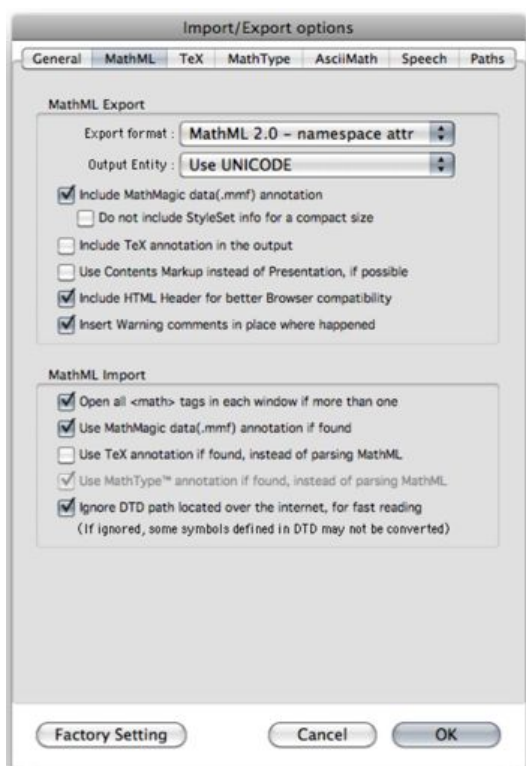 Import/Export options
General MathML TeX MathType AsciiMath Speech Paths
MathML Export
Export format : MathML 2.0 – namespace attr
Output Entity : Use UNICODE
Include MathMagic data(.mmf) annotation
Do not include StyleSet info for a compact size
Include TeX annotation in the output
Use Contents Markup instead of Presentation, if possible
Include HTML Header for better Browser compatibility
Insert Warning comments in place where happened
MathML Import
Open all <math> tags in each window if more than one
Use MathMagic data(.mmf) annotation if found
Use TeX annotation if found, instead of parsing MathML
Use MathType™ annotation if found, instead of parsing MathML
Ignore DTD path located over the internet, for fast reading
(If ignored, some symbols defined in DTD may not be converted)
Factory Setting Cancel OK